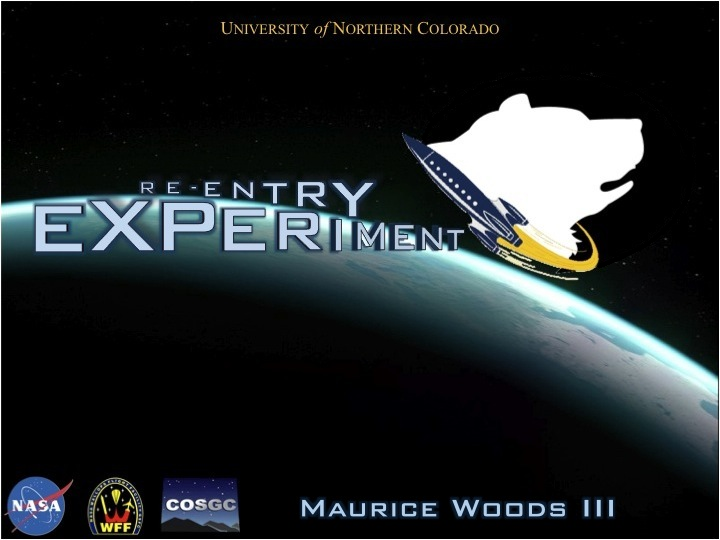 UNIVERSITY of NORTHERN COLORADO
RE-ENTRY
EXPERIMENT
NASA
WFF
COSGC
MAURICE WOODS III